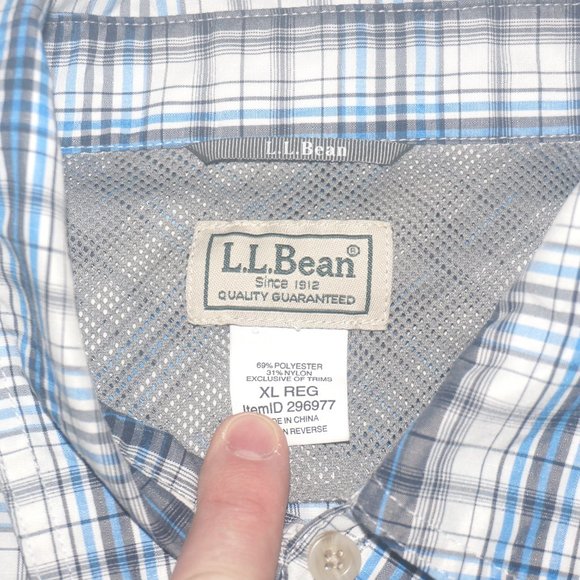 L.L.Bean
L.L.Bean®
Since 1912
QUALITY GUARANTEED
69% POLYESTER
31% NYLON
EXCLUSIVE OF TRIMS
XL REG
ItemID 296977
IN CHINA
REVERSE